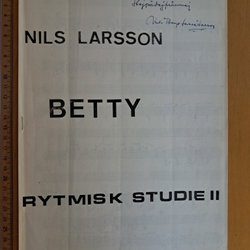 NILS LARSSON
BETTY
RYTMISK STUDIE II